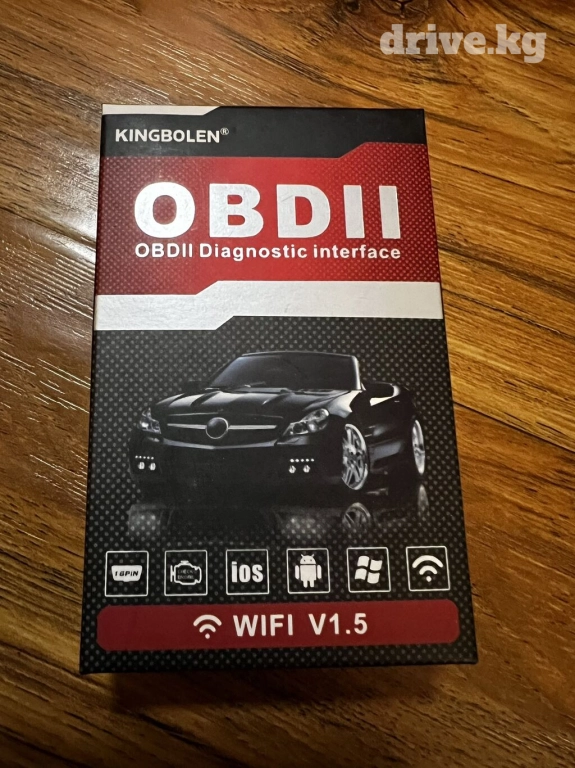 drive.kg
KINGBOLEN®
OBDII
OBDII Diagnostic interface
16PIN
ios
WIFI V1.5